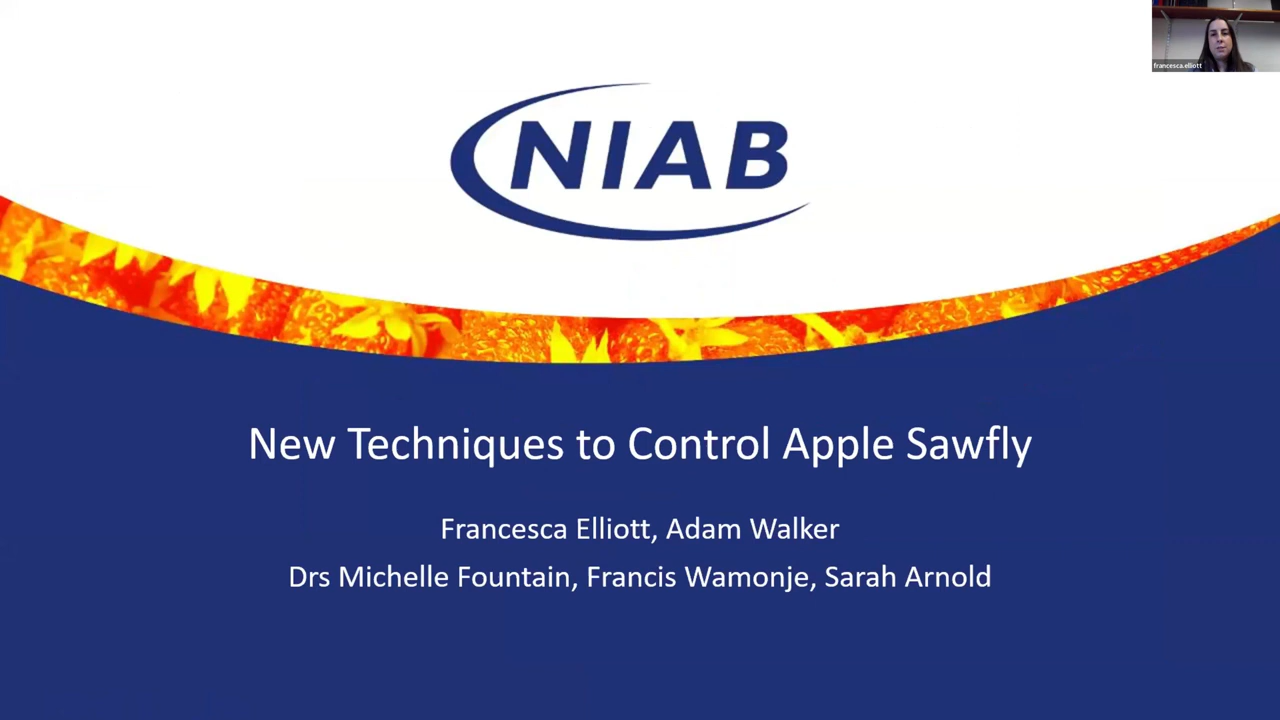 francesca.elliott
NIAB
New Techniques to Control Apple Sawfly
Francesca Elliott, Adam Walker
Drs Michelle Fountain, Francis Wamonje, Sarah Arnold